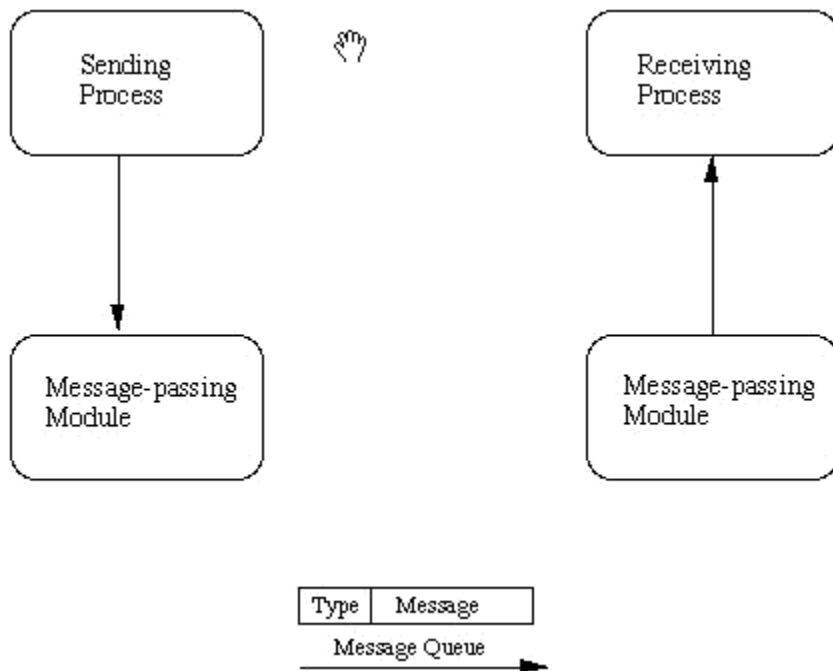 Sending
Process
Receiving
Process
Message-passing
Module
Message-passing
Module
Type
Message
Message Queue